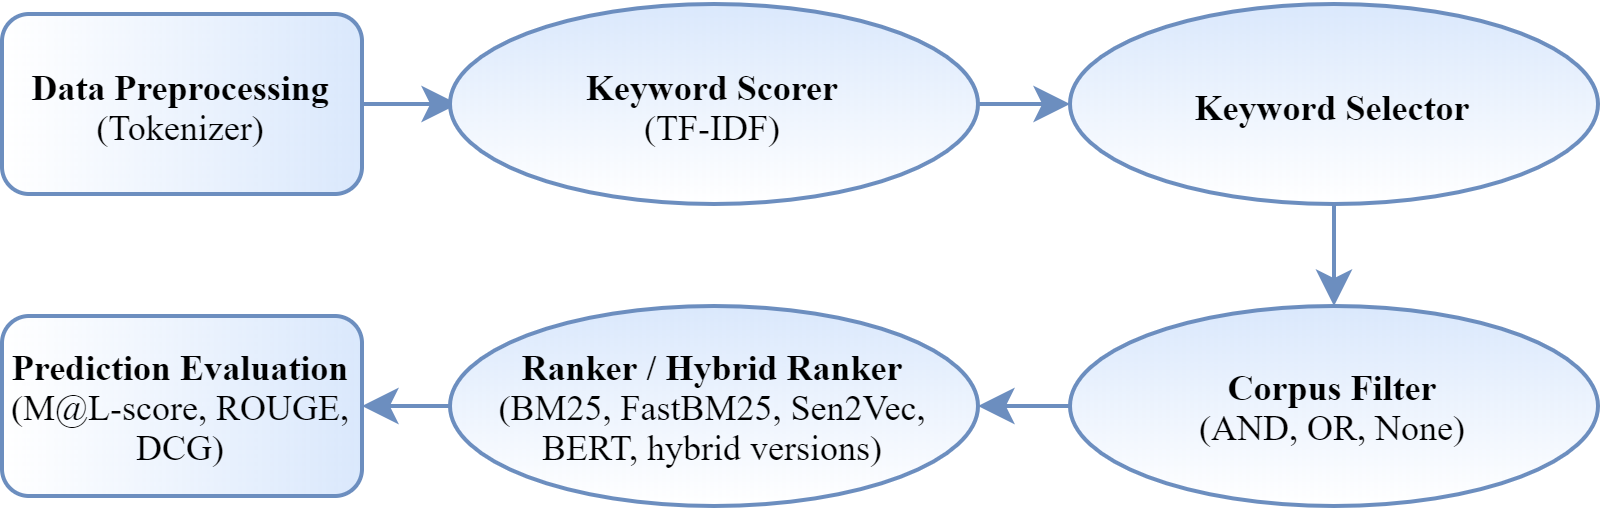 Data Preprocessing
(Tokenizer)
Keyword Scorer
(TF-IDF)
Keyword Selector
Corpus Filter
(AND, OR, None)
Ranker / Hybrid Ranker
(BM25, FastBM25, Sen2Vec,
BERT, hybrid versions)
Prediction Evaluation
(M@L-score, ROUGE,
DCG)